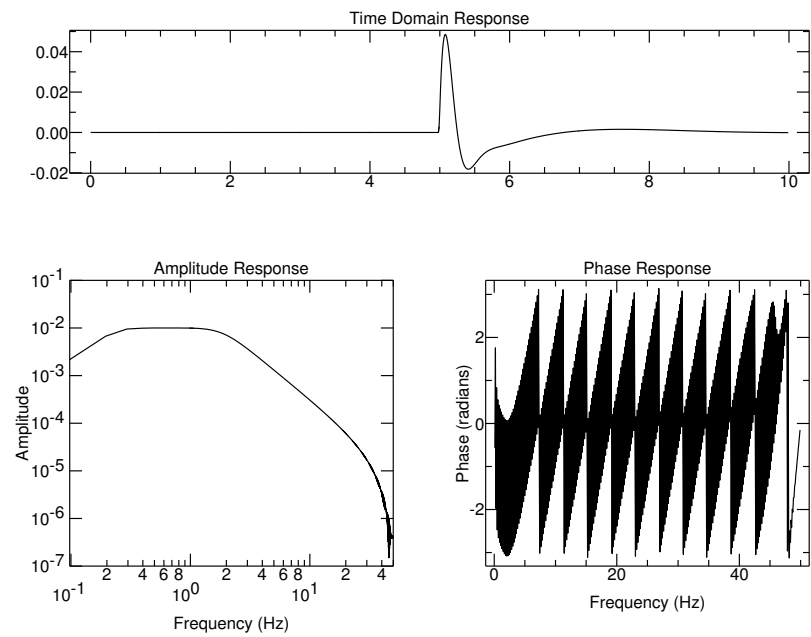 Time Domain Response
0.04
0.02
0.00
-0.02
0 2 4 6 8 10
Amplitude Response
10-1
10-2
10-3
10-4
10-5
10-6
10-7
Amplitude
2 4 6 8 2 4 6 8 2 4
10-1 100 101
Frequency (Hz)
Phase Response
2
0
-2
Phase (radians)
0 20 40
Frequency (Hz)